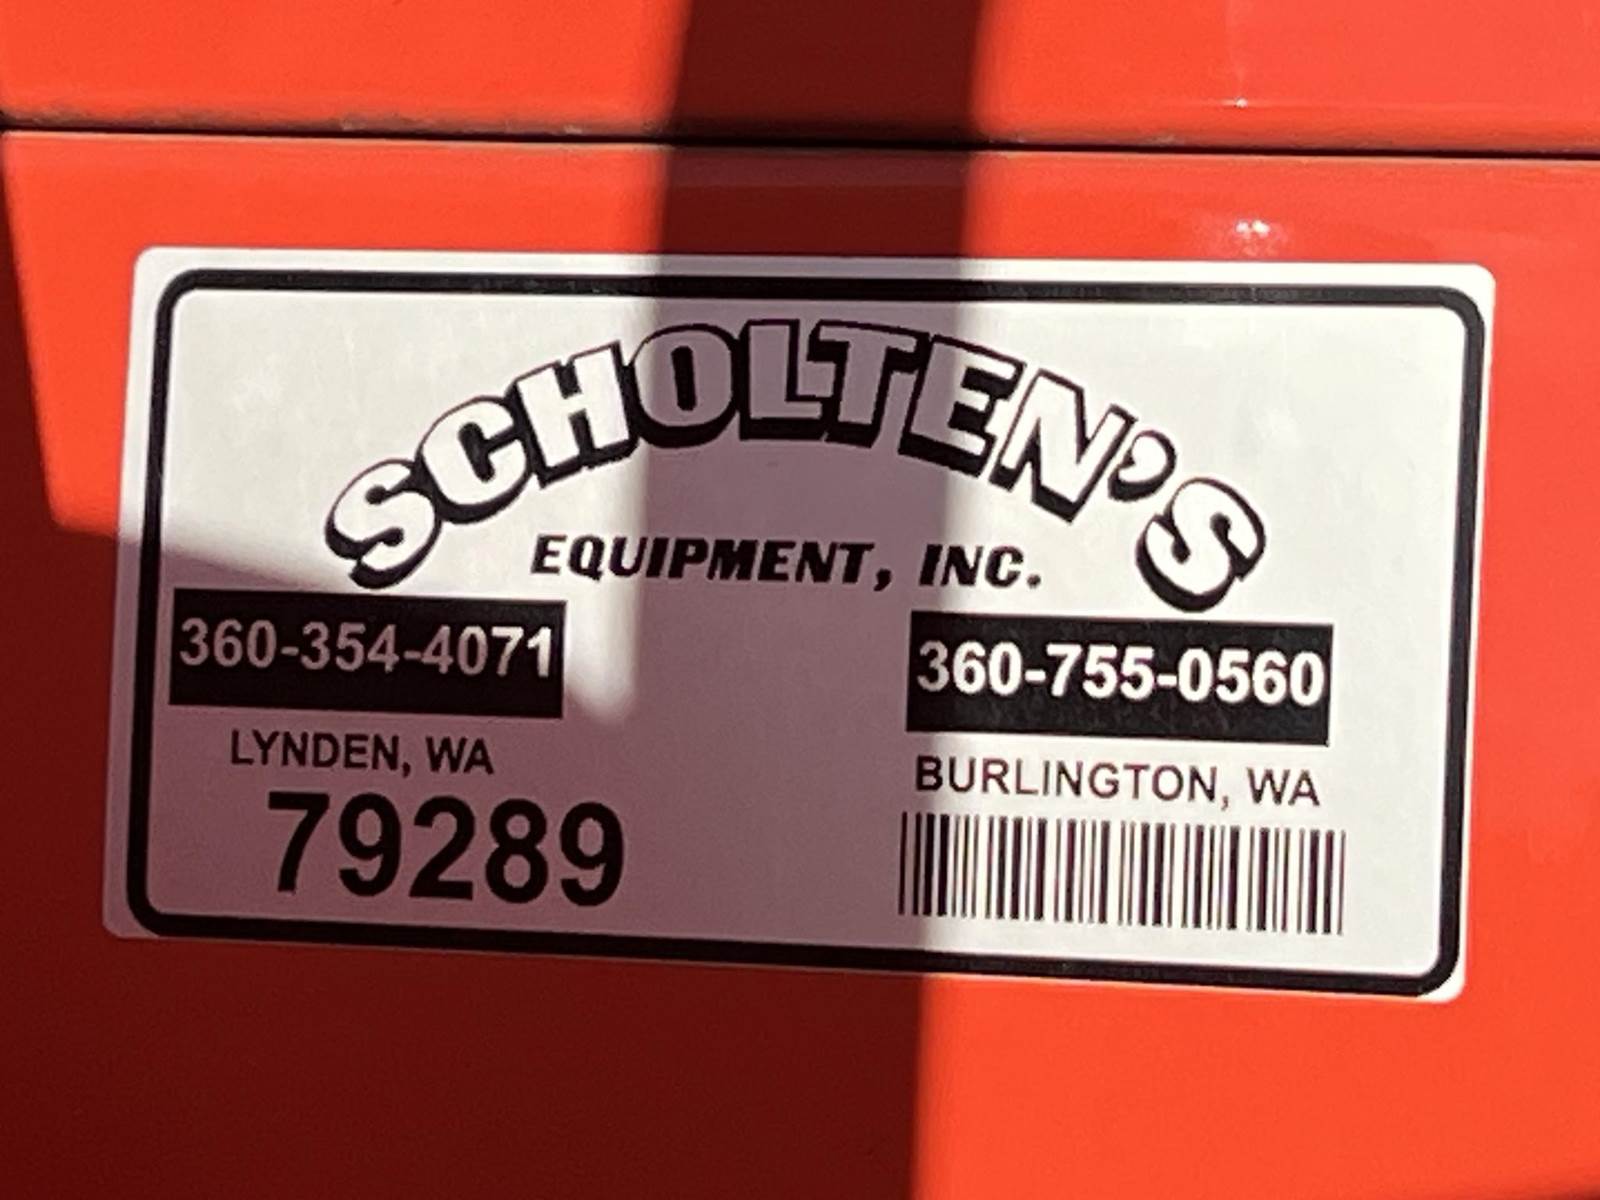 SCHOLTEN'S
EQUIPMENT, INC.
360-354-4071
LYNDEN, WA
79289
360-755-0560
BURLINGTON, WA